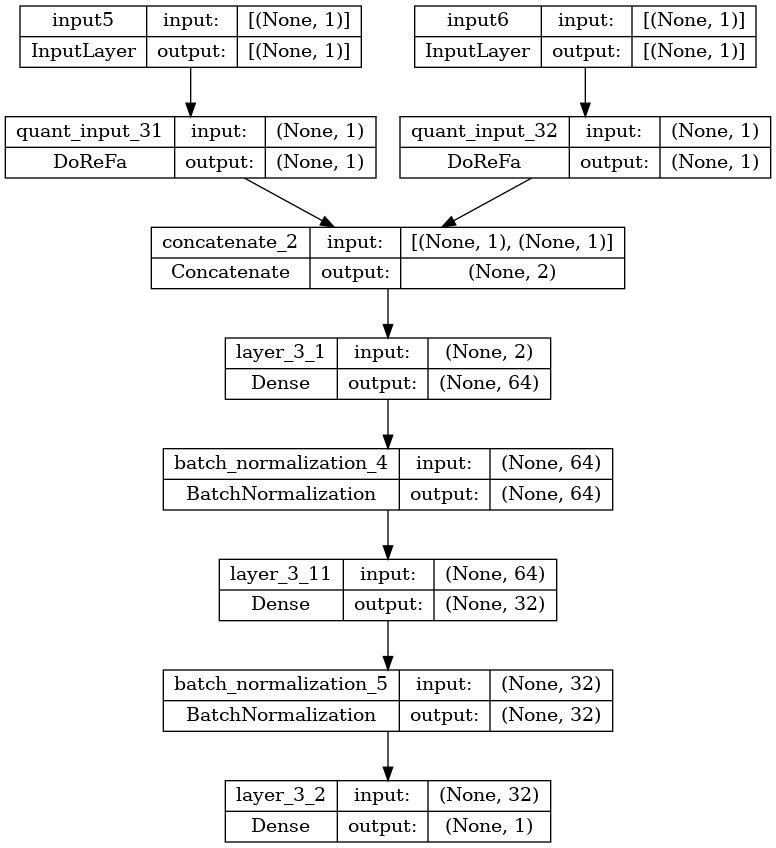 input5 input: [(None, 1)]
InputLayer output: [(None, 1)]
input6 input: [(None, 1)]
InputLayer output: [(None, 1)]
quant_input_31 input: (None, 1)
DoReFa output: (None, 1)
quant_input_32 input: (None, 1)
DoReFa output: (None, 1)
concatenate_2 input: [(None, 1), (None, 1)]
Concatenate output: (None, 2)
layer_3_1 input: (None, 2)
Dense output: (None, 64)
batch_normalization_4 input: (None, 64)
BatchNormalization output: (None, 64)
layer_3_11 input: (None, 64)
Dense output: (None, 32)
batch_normalization_5 input: (None, 32)
BatchNormalization output: (None, 32)
layer_3_2 input: (None, 32)
Dense output: (None, 1)